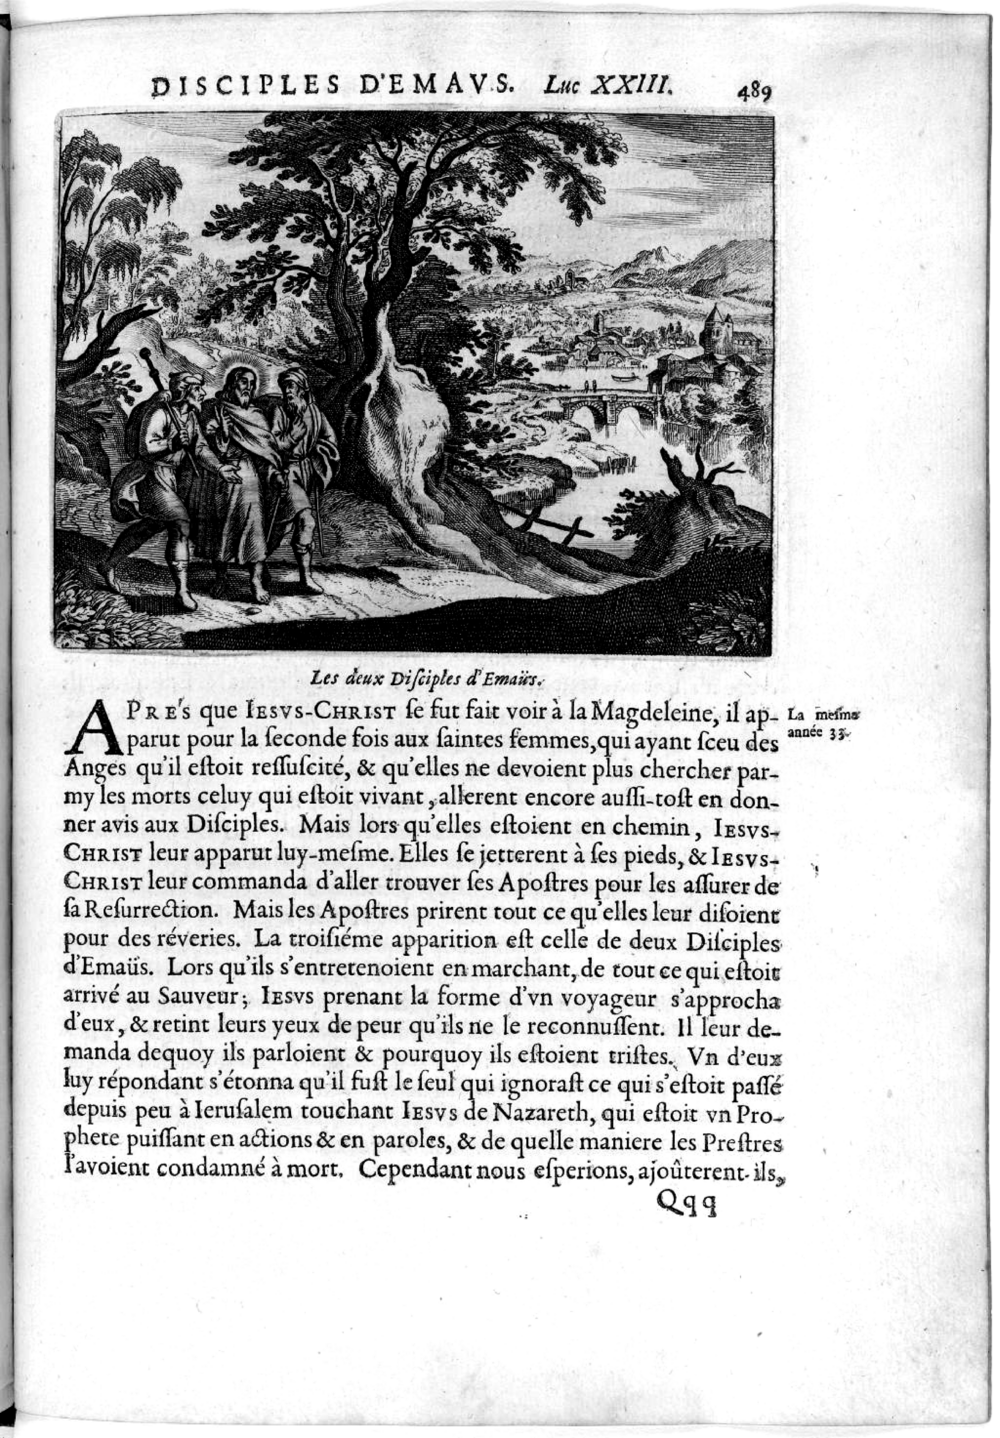 DISCIPLES D'EMAVS. Luc XXIII. 489
Les deux Diſciples d'Emaüs.
APRE'S que IESVS-CHRIST ſe fut fait voir à la Magdeleine, il ap-
parut pour la ſeconde fois aux ſaintes femmes, qui ayant ſceu des
Anges qu'il eſtoit reſſuſcité, & qu'elles ne devoient plus chercher par-
my les morts celuy qui eſtoit vivant, allerent encore auſſi-toſt en don-
ner avis aux Diſciples. Mais lors qu'elles eſtoient en chemin, IESVS-
CHRIST leur apparut luy-meſme. Elles ſe jetterent à ſes pieds, & IESVS-
CHRIST leur commanda d'aller trouver ſes Apoſtres pour les aſſurer de
ſa Reſurrection. Mais les Apoſtres prirent tout ce qu'elles leur diſoient
pour des réveries. La troiſiéme apparition eſt celle de deux Diſciples
d'Emaüs. Lors qu'ils s'entretenoient en marchant, de tout ce qui eſtoit
arrivé au Sauveur; IESVS prenant la forme d'vn voyageur s'approcha
d'eux, & retint leurs yeux de peur qu'ils ne le reconnuſſent. Il leur de-
manda dequoy ils parloient & pourquoy ils eſtoient triſtes. Vn d'eux
luy répondant s'étonna qu'il fuſt le ſeul qui ignoraſt ce qui s'eſtoit paſſé
depuis peu à Ieruſalem touchant IESVS de Nazareth, qui eſtoit vn Pro-
phete puiſſant en actions & en paroles, & de quelle maniere les Preſtres
l'avoient condamné à mort. Cependant nous eſperions, ajoûterent-ils,
La meſme
année 33.
Qqq